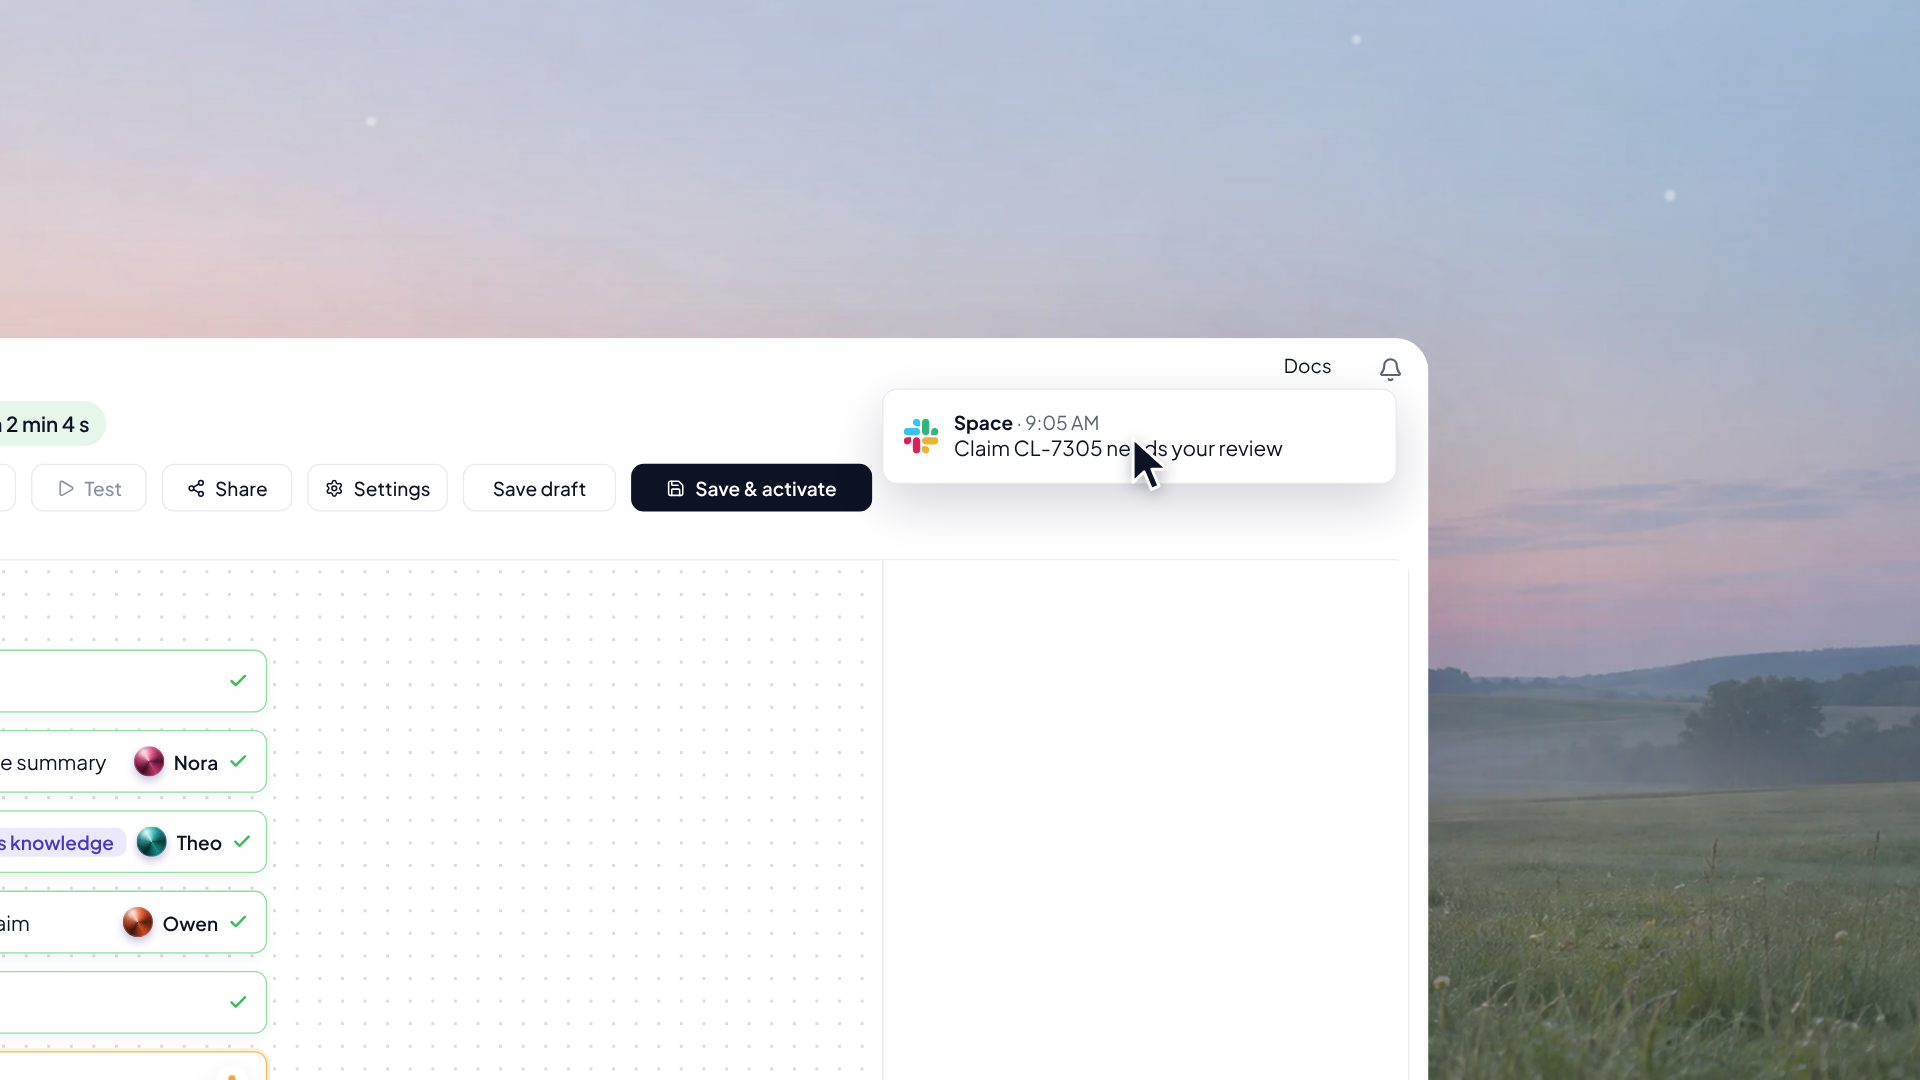 Docs
2 min 4 s
Space · 9:05 AM
Claim CL-7305 needs your review
Test
Share
Settings
Save draft
Save & activate
e summary
Nora
s knowledge
Theo
aim
Owen